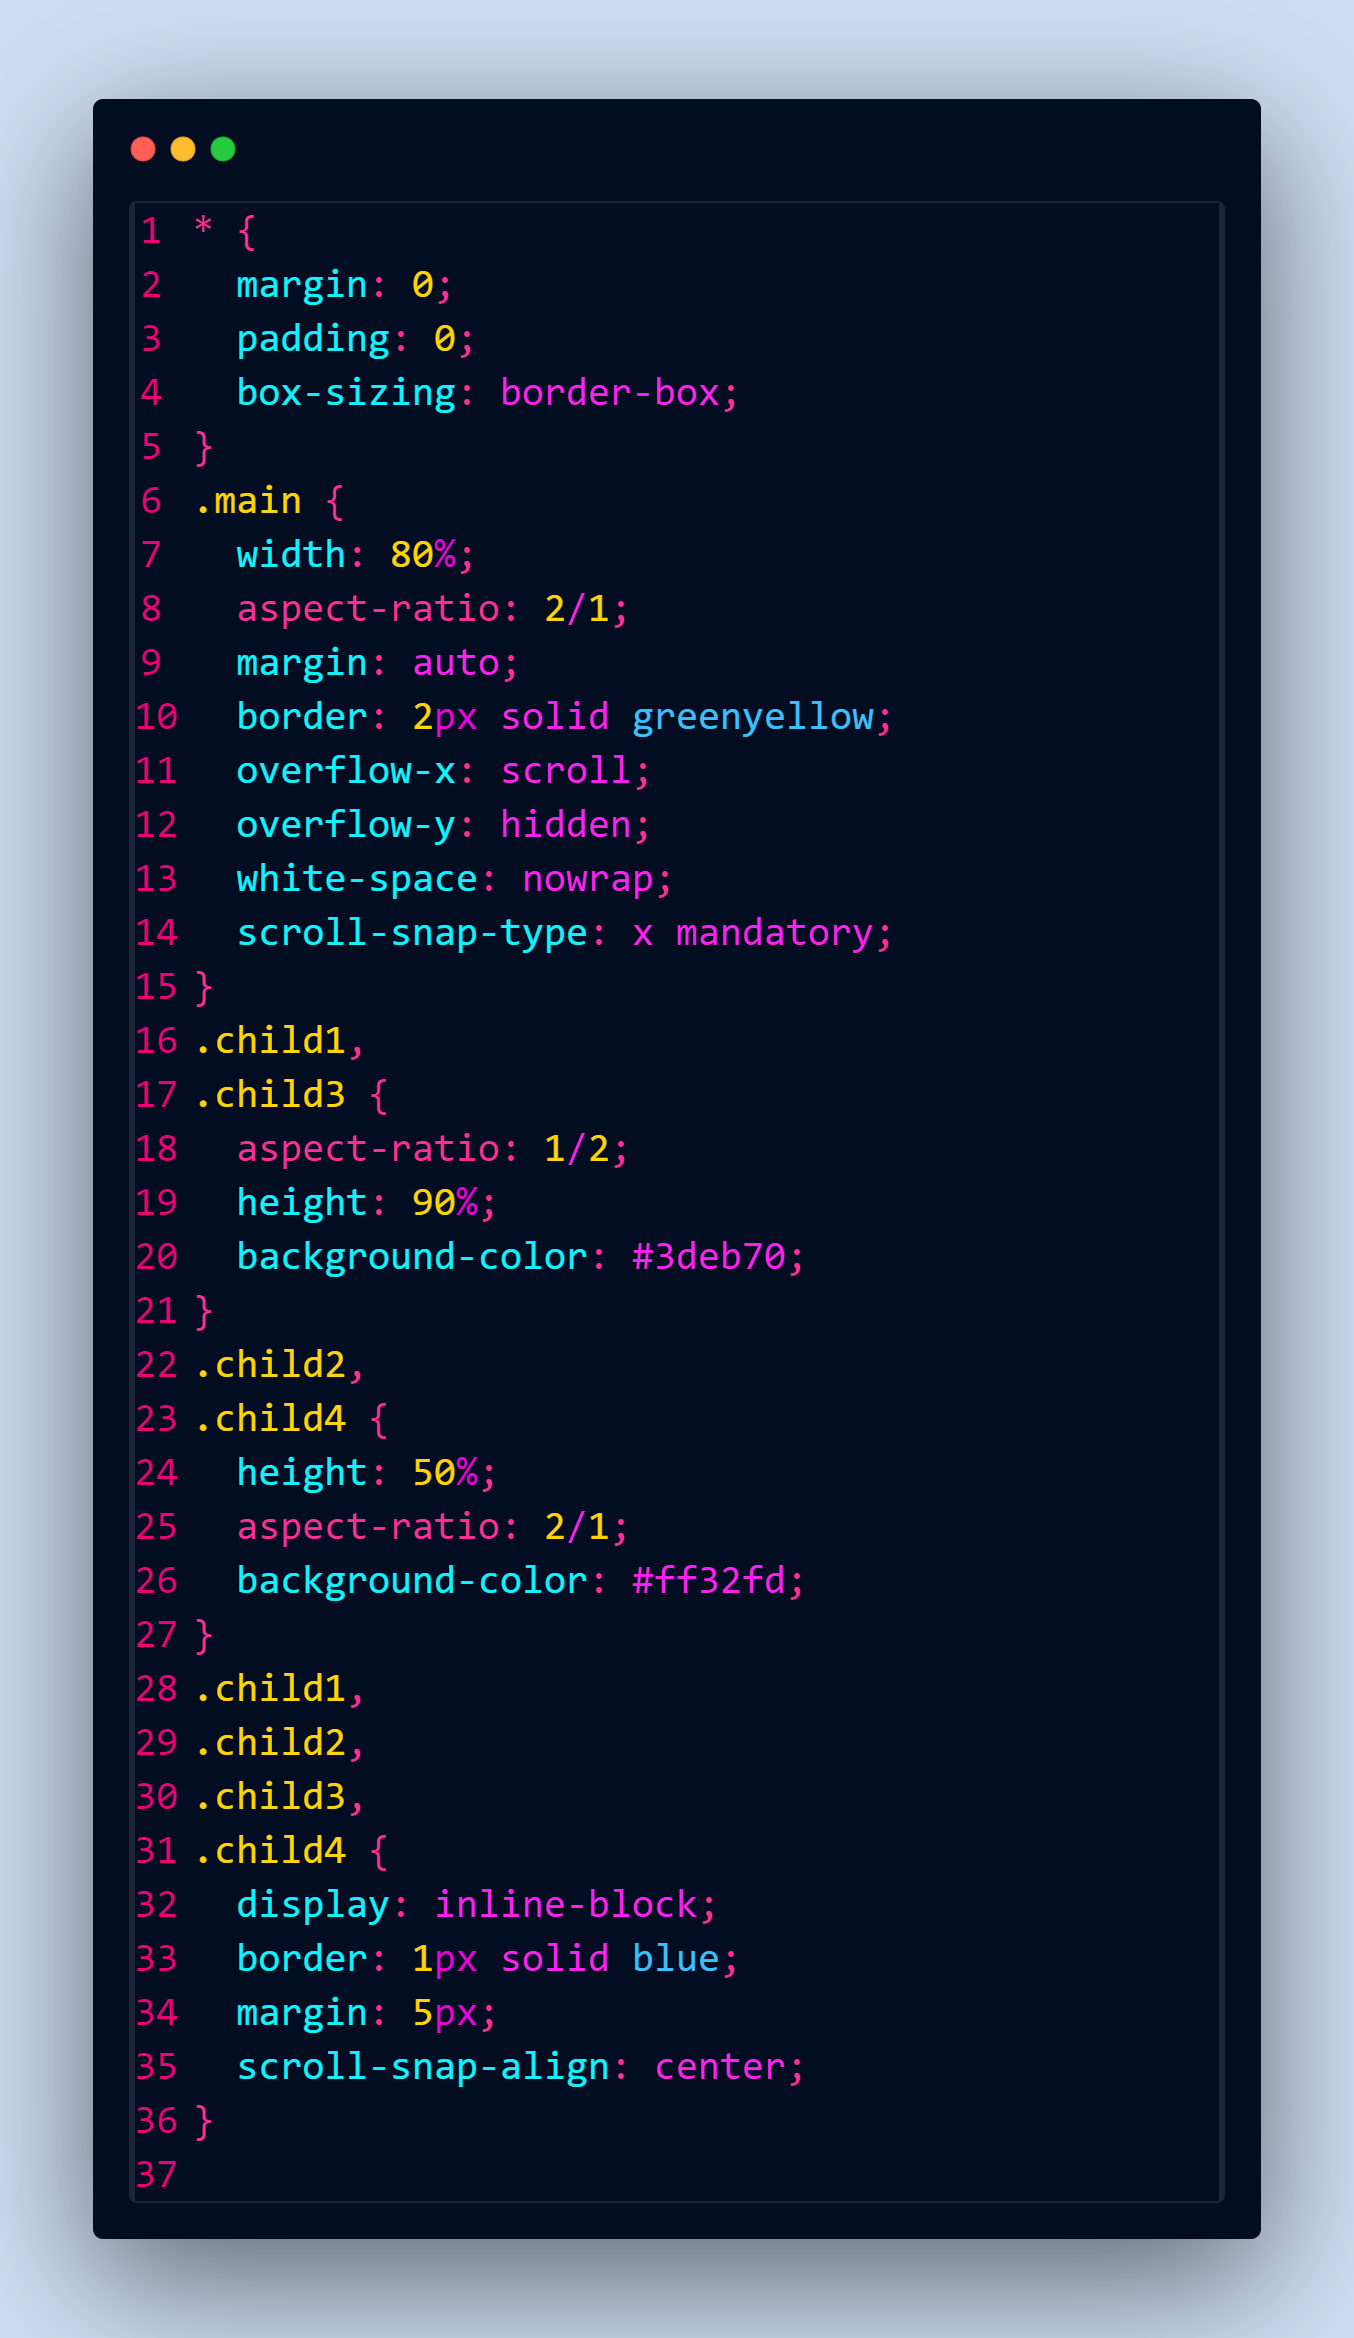 1 * {
2   margin: 0;
3   padding: 0;
4   box-sizing: border-box;
5 }
6 .main {
7   width: 80%;
8   aspect-ratio: 2/1;
9   margin: auto;
10   border: 2px solid greenyellow;
11   overflow-x: scroll;
12   overflow-y: hidden;
13   white-space: nowrap;
14   scroll-snap-type: x mandatory;
15 }
16 .child1,
17 .child3 {
18   aspect-ratio: 1/2;
19   height: 90%;
20   background-color: #3deb70;
21 }
22 .child2,
23 .child4 {
24   height: 50%;
25   aspect-ratio: 2/1;
26   background-color: #ff32fd;
27 }
28 .child1,
29 .child2,
30 .child3,
31 .child4 {
32   display: inline-block;
33   border: 1px solid blue;
34   margin: 5px;
35   scroll-snap-align: center;
36 }
37